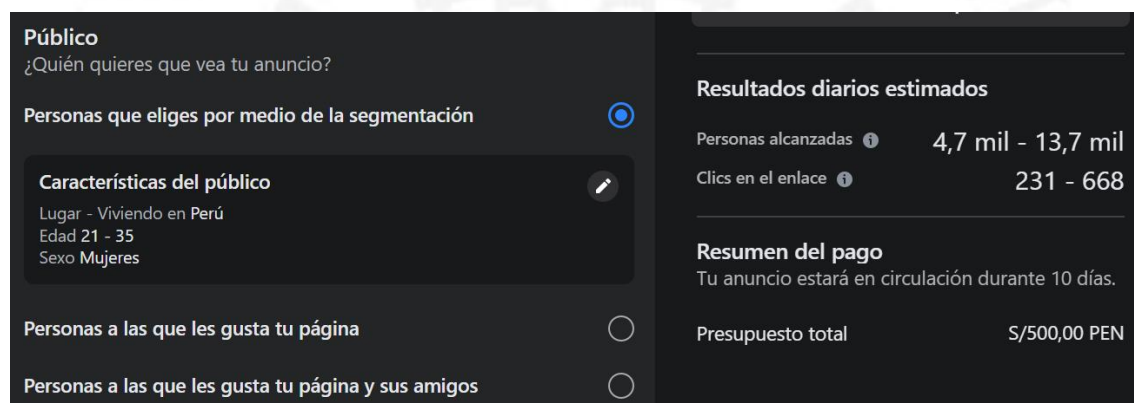 Público
¿Quién quieres que vea tu anuncio?
Personas que eliges por medio de la segmentación
Características del público
Lugar - Viviendo en Perú
Edad 21 - 35
Sexo Mujeres
Personas a las que les gusta tu página
Personas a las que les gusta tu página y sus amigos
Resultados diarios estimados
Personas alcanzadas 4,7 mil - 13,7 mil
Clics en el enlace 231 - 668
Resumen del pago
Tu anuncio estará en circulación durante 10 días.
Presupuesto total S/500,00 PEN